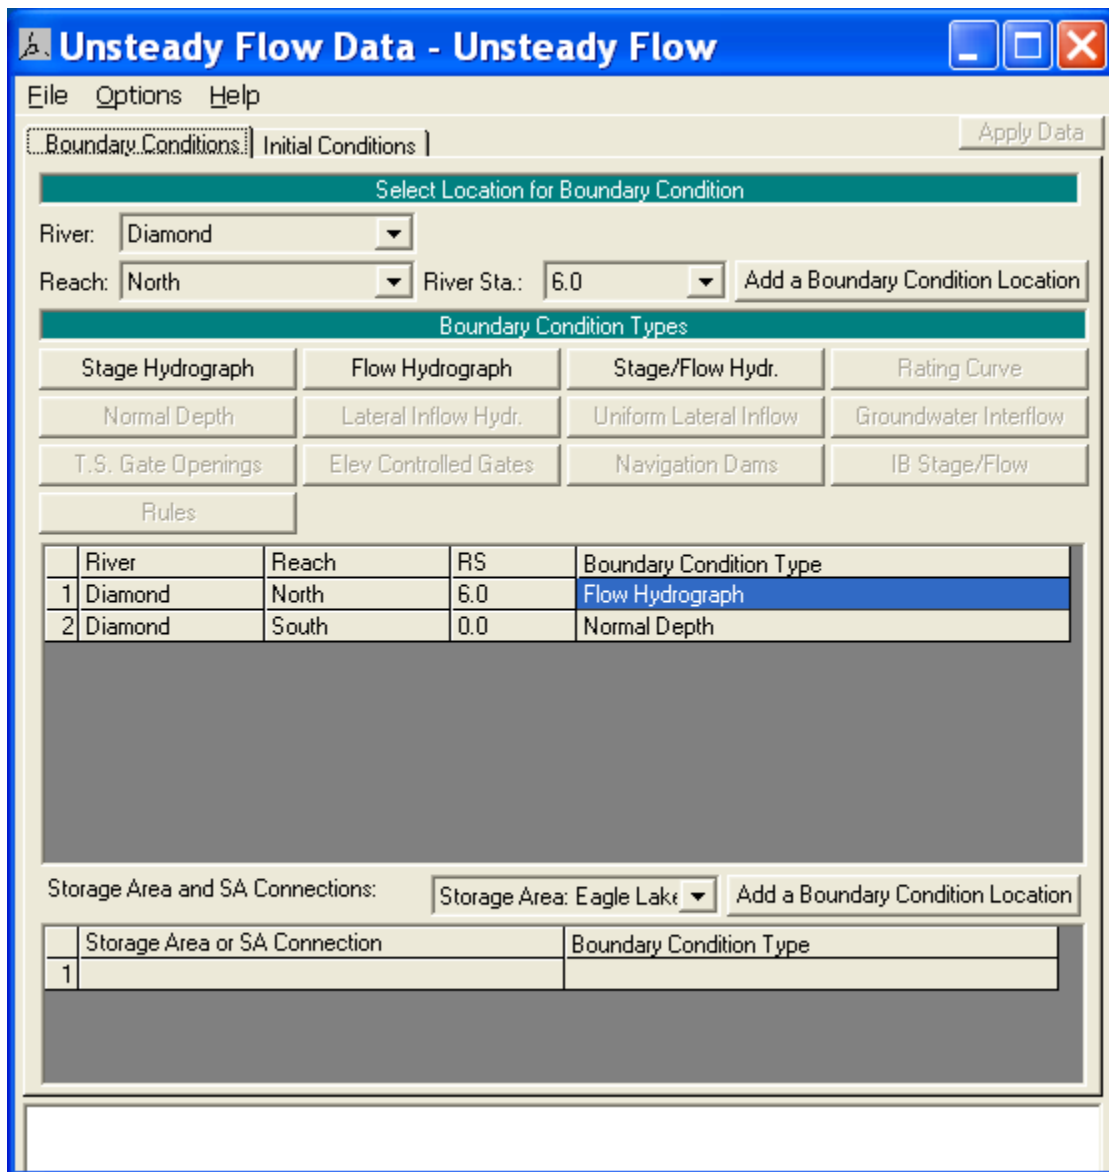 Unsteady Flow Data - Unsteady Flow
File Options Help
Boundary Conditions Initial Conditions Apply Data
Select Location for Boundary Condition
River: Diamond
Reach: North River Sta.: 6.0 Add a Boundary Condition Location
Boundary Condition Types
Stage Hydrograph Flow Hydrograph Stage/Flow Hydr. Rating Curve
Normal Depth Lateral Inflow Hydr. Uniform Lateral Inflow Groundwater Interflow
T.S. Gate Openings Elev Controlled Gates Navigation Dams IB Stage/Flow
Rules
River Reach RS Boundary Condition Type
1 Diamond North 6.0 Flow Hydrograph
2 Diamond South 0.0 Normal Depth
Storage Area and SA Connections: Storage Area: Eagle Lake Add a Boundary Condition Location
Storage Area or SA Connection Boundary Condition Type
1